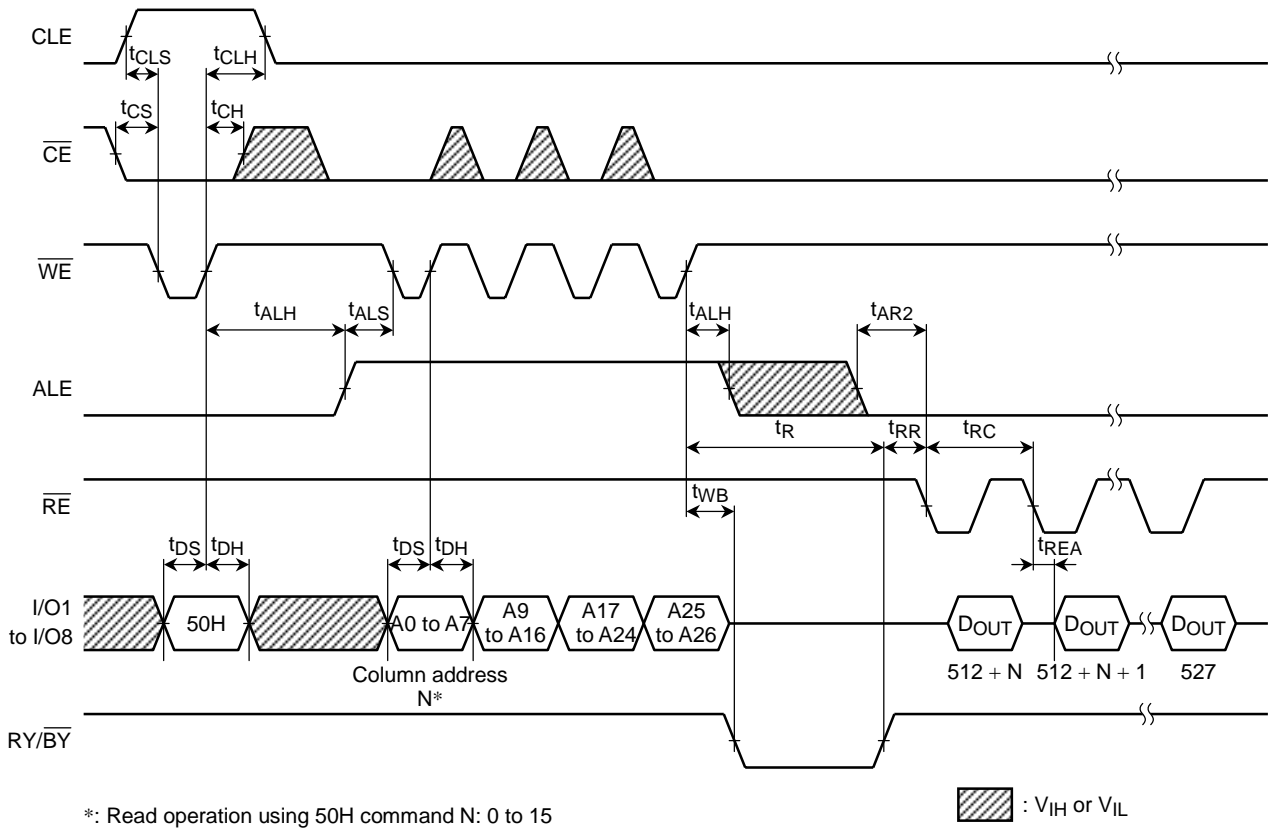 CLE
tCLS
tCLH
tCS
tCH
CE
WE
tALH
tALS
tALH
tAR2
ALE
tR
tRR
tRC
RE
tWB
tDS
tDH
tDS
tDH
tREA
I/O1
to I/O8
50H
A0 to A7
A9
to A16
A17
to A24
A25
to A26
DOUT
DOUT
DOUT
Column address
N*
512 + N
512 + N + 1
527
RY/BY
*: Read operation using 50H command N: 0 to 15
: VIH or VIL